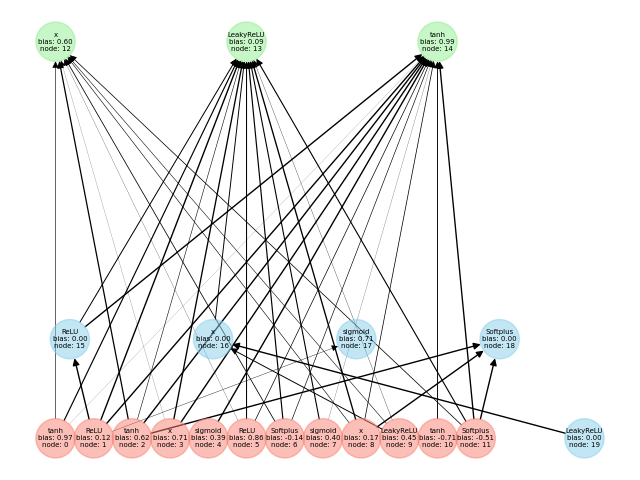 x
bias: 0.60
node: 12
LeakyReLU
bias: 0.09
node: 13
tanh
bias: 0.99
node: 14
ReLU
bias: 0.00
node: 15
x
bias: 0.00
node: 16
sigmoid
bias: 0.71
node: 17
Softplus
bias: 0.00
node: 18
tanh
bias: 0.97
node: 0
ReLU
bias: 0.12
node: 1
tanh
bias: 0.62
node: 2
x
bias: 0.71
node: 3
sigmoid
bias: 0.39
node: 4
ReLU
bias: 0.86
node: 5
Softplus
bias: -0.14
node: 6
sigmoid
bias: 0.40
node: 7
x
bias: 0.17
node: 8
LeakyReLU
bias: 0.45
node: 9
tanh
bias: -0.71
node: 10
Softplus
bias: -0.51
node: 11
LeakyReLU
bias: 0.00
node: 19